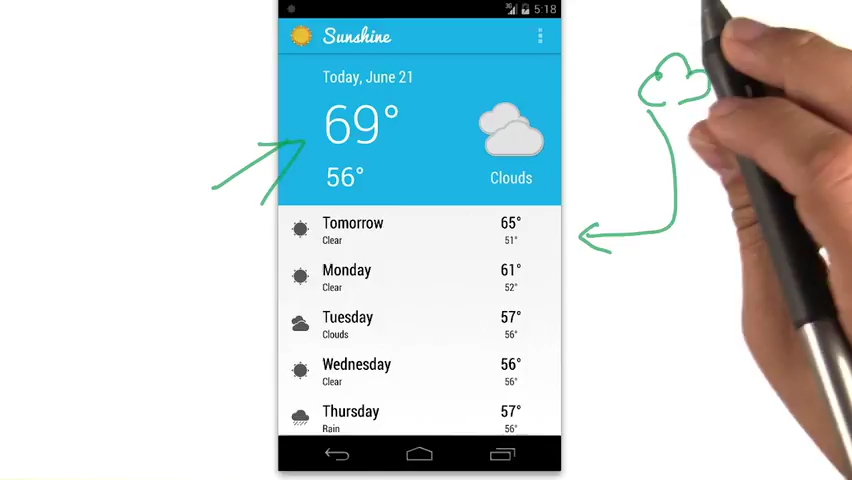 3G 5:18
Sunshine
Today, June 21
69°
56°
Clouds
Tomorrow 65°
Clear 51°
Monday 61°
Clear 52°
Tuesday 57°
Clouds 56°
Wednesday 56°
Clear 56°
Thursday 57°
Rain 56°